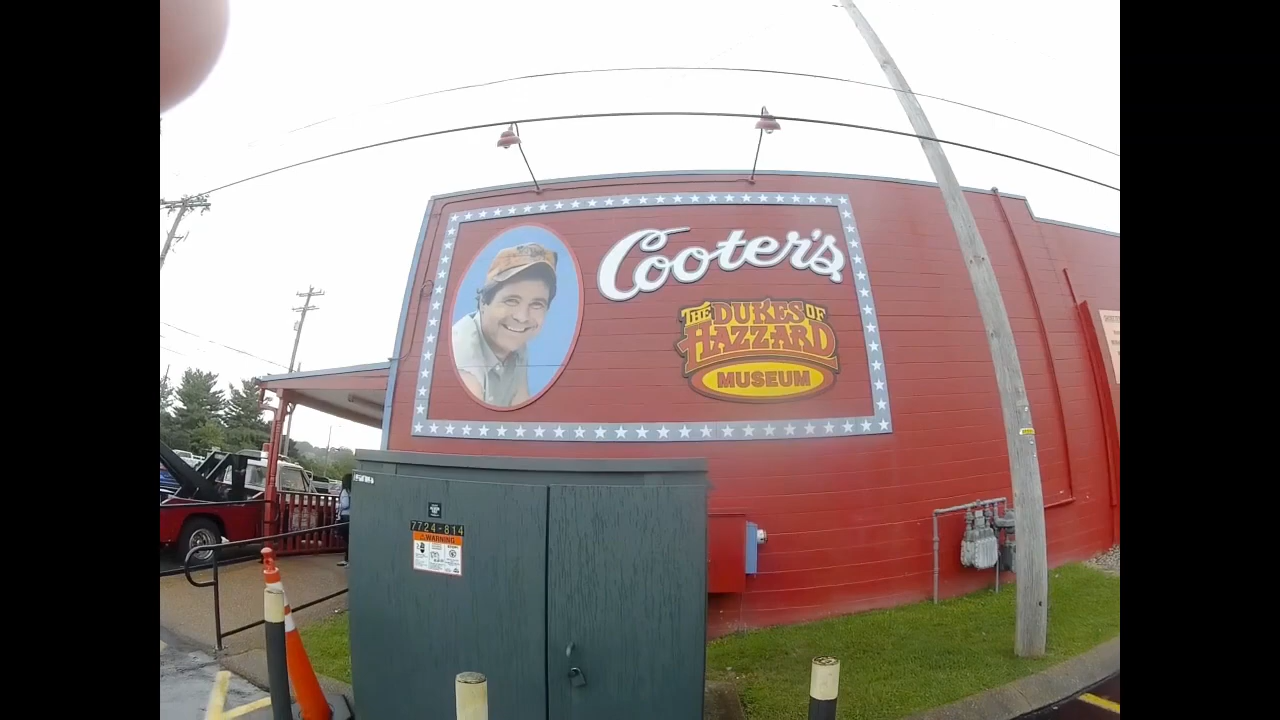 Cooter's
THE DUKES OF
HAZZARD
MUSEUM
7724-814
WARNING